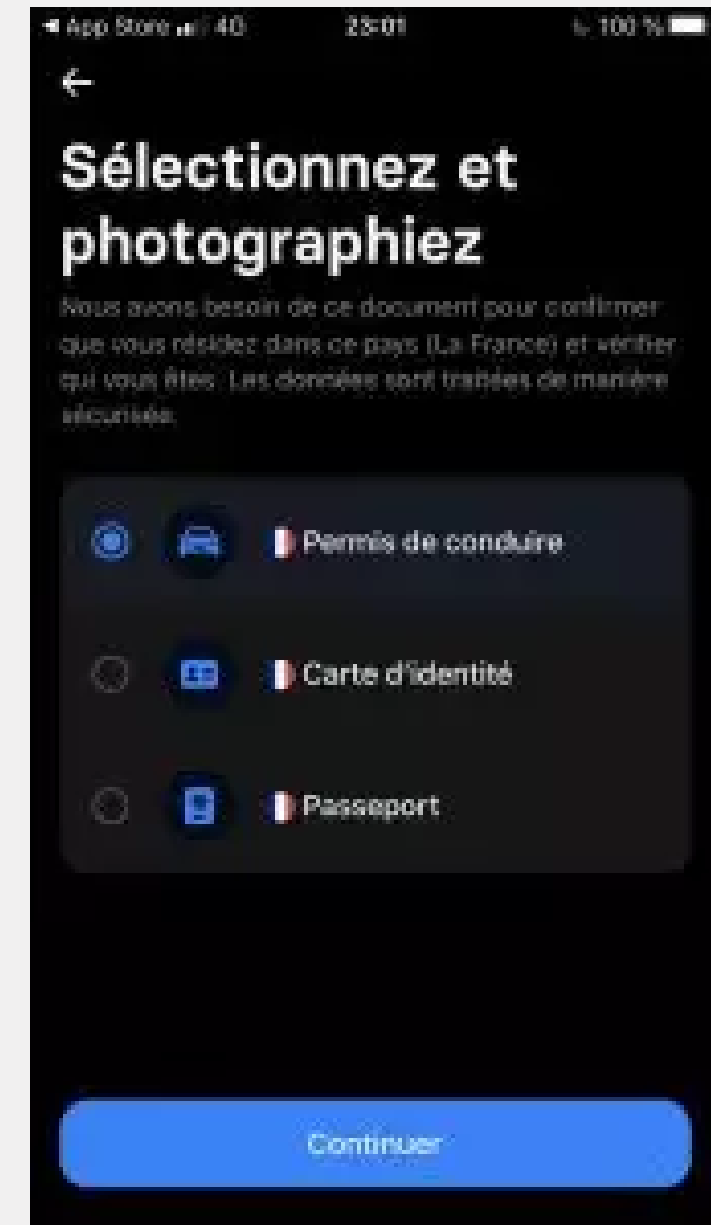 App Store 4G 23:01 100 %
Sélectionnez et
photographiez
Nous avons besoin de ce document pour confirmer
que vous résidez dans ce pays (La France) et vérifier
qui vous êtes. Les données sont traitées de manière
sécurisée.
Permis de conduire
Carte d'identité
Passeport
Continuer